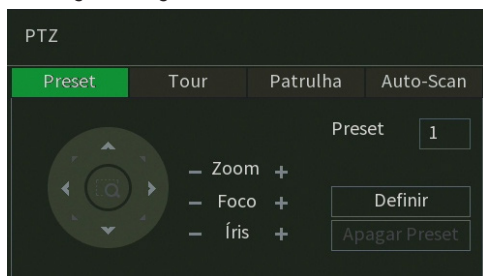 PTZ
Preset Tour Patrulha Auto-Scan
Preset 1
− Zoom +
− Foco + Definir
− Íris + Apagar Preset